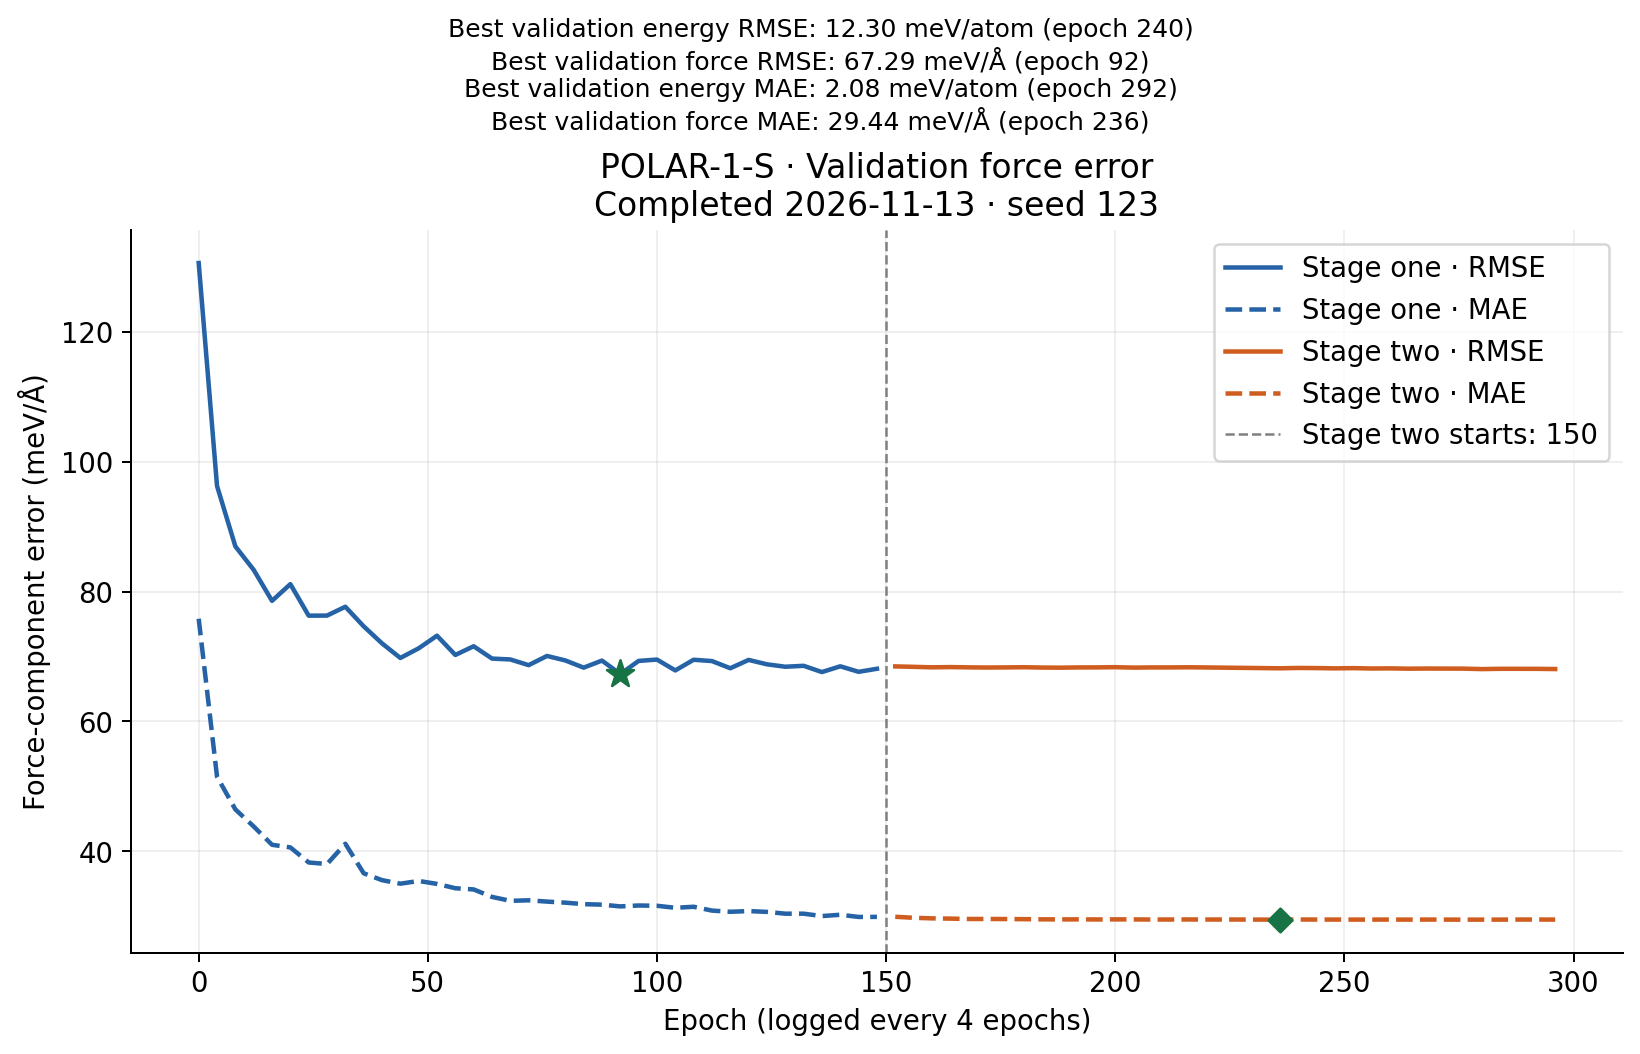 Best validation energy RMSE: 12.30 meV/atom (epoch 240)
Best validation force RMSE: 67.29 meV/Å (epoch 92)
Best validation energy MAE: 2.08 meV/atom (epoch 292)
Best validation force MAE: 29.44 meV/Å (epoch 236)
POLAR-1-S · Validation force error
Completed 2026-11-13 · seed 123
Stage one · RMSE
Stage one · MAE
Stage two · RMSE
Stage two · MAE
Stage two starts: 150
Force-component error (meV/Å)
120
100
80
60
40
0
50
100
150
200
250
300
Epoch (logged every 4 epochs)